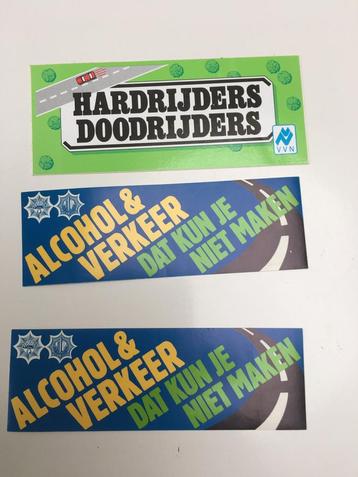 HARDRIJDERS
DOODRIJDERS
VVN
ALCOHOL &
VERKEER
DAT KUN JE
NIET MAKEN
ALCOHOL &
VERKEER
DAT KUN JE
NIET MAKEN